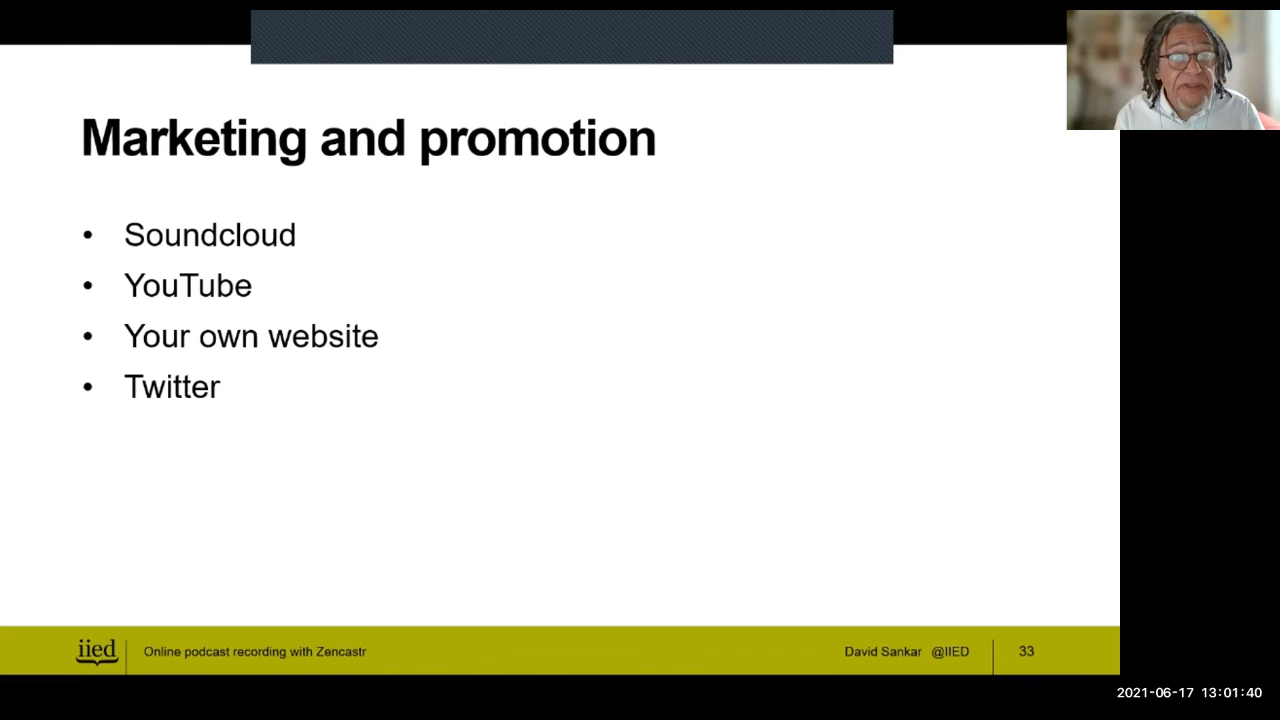 Marketing and promotion
• Soundcloud
• YouTube
• Your own website
• Twitter
iied
Online podcast recording with Zencastr
David Sankar @IIED
33
2021-06-17 13:01:40